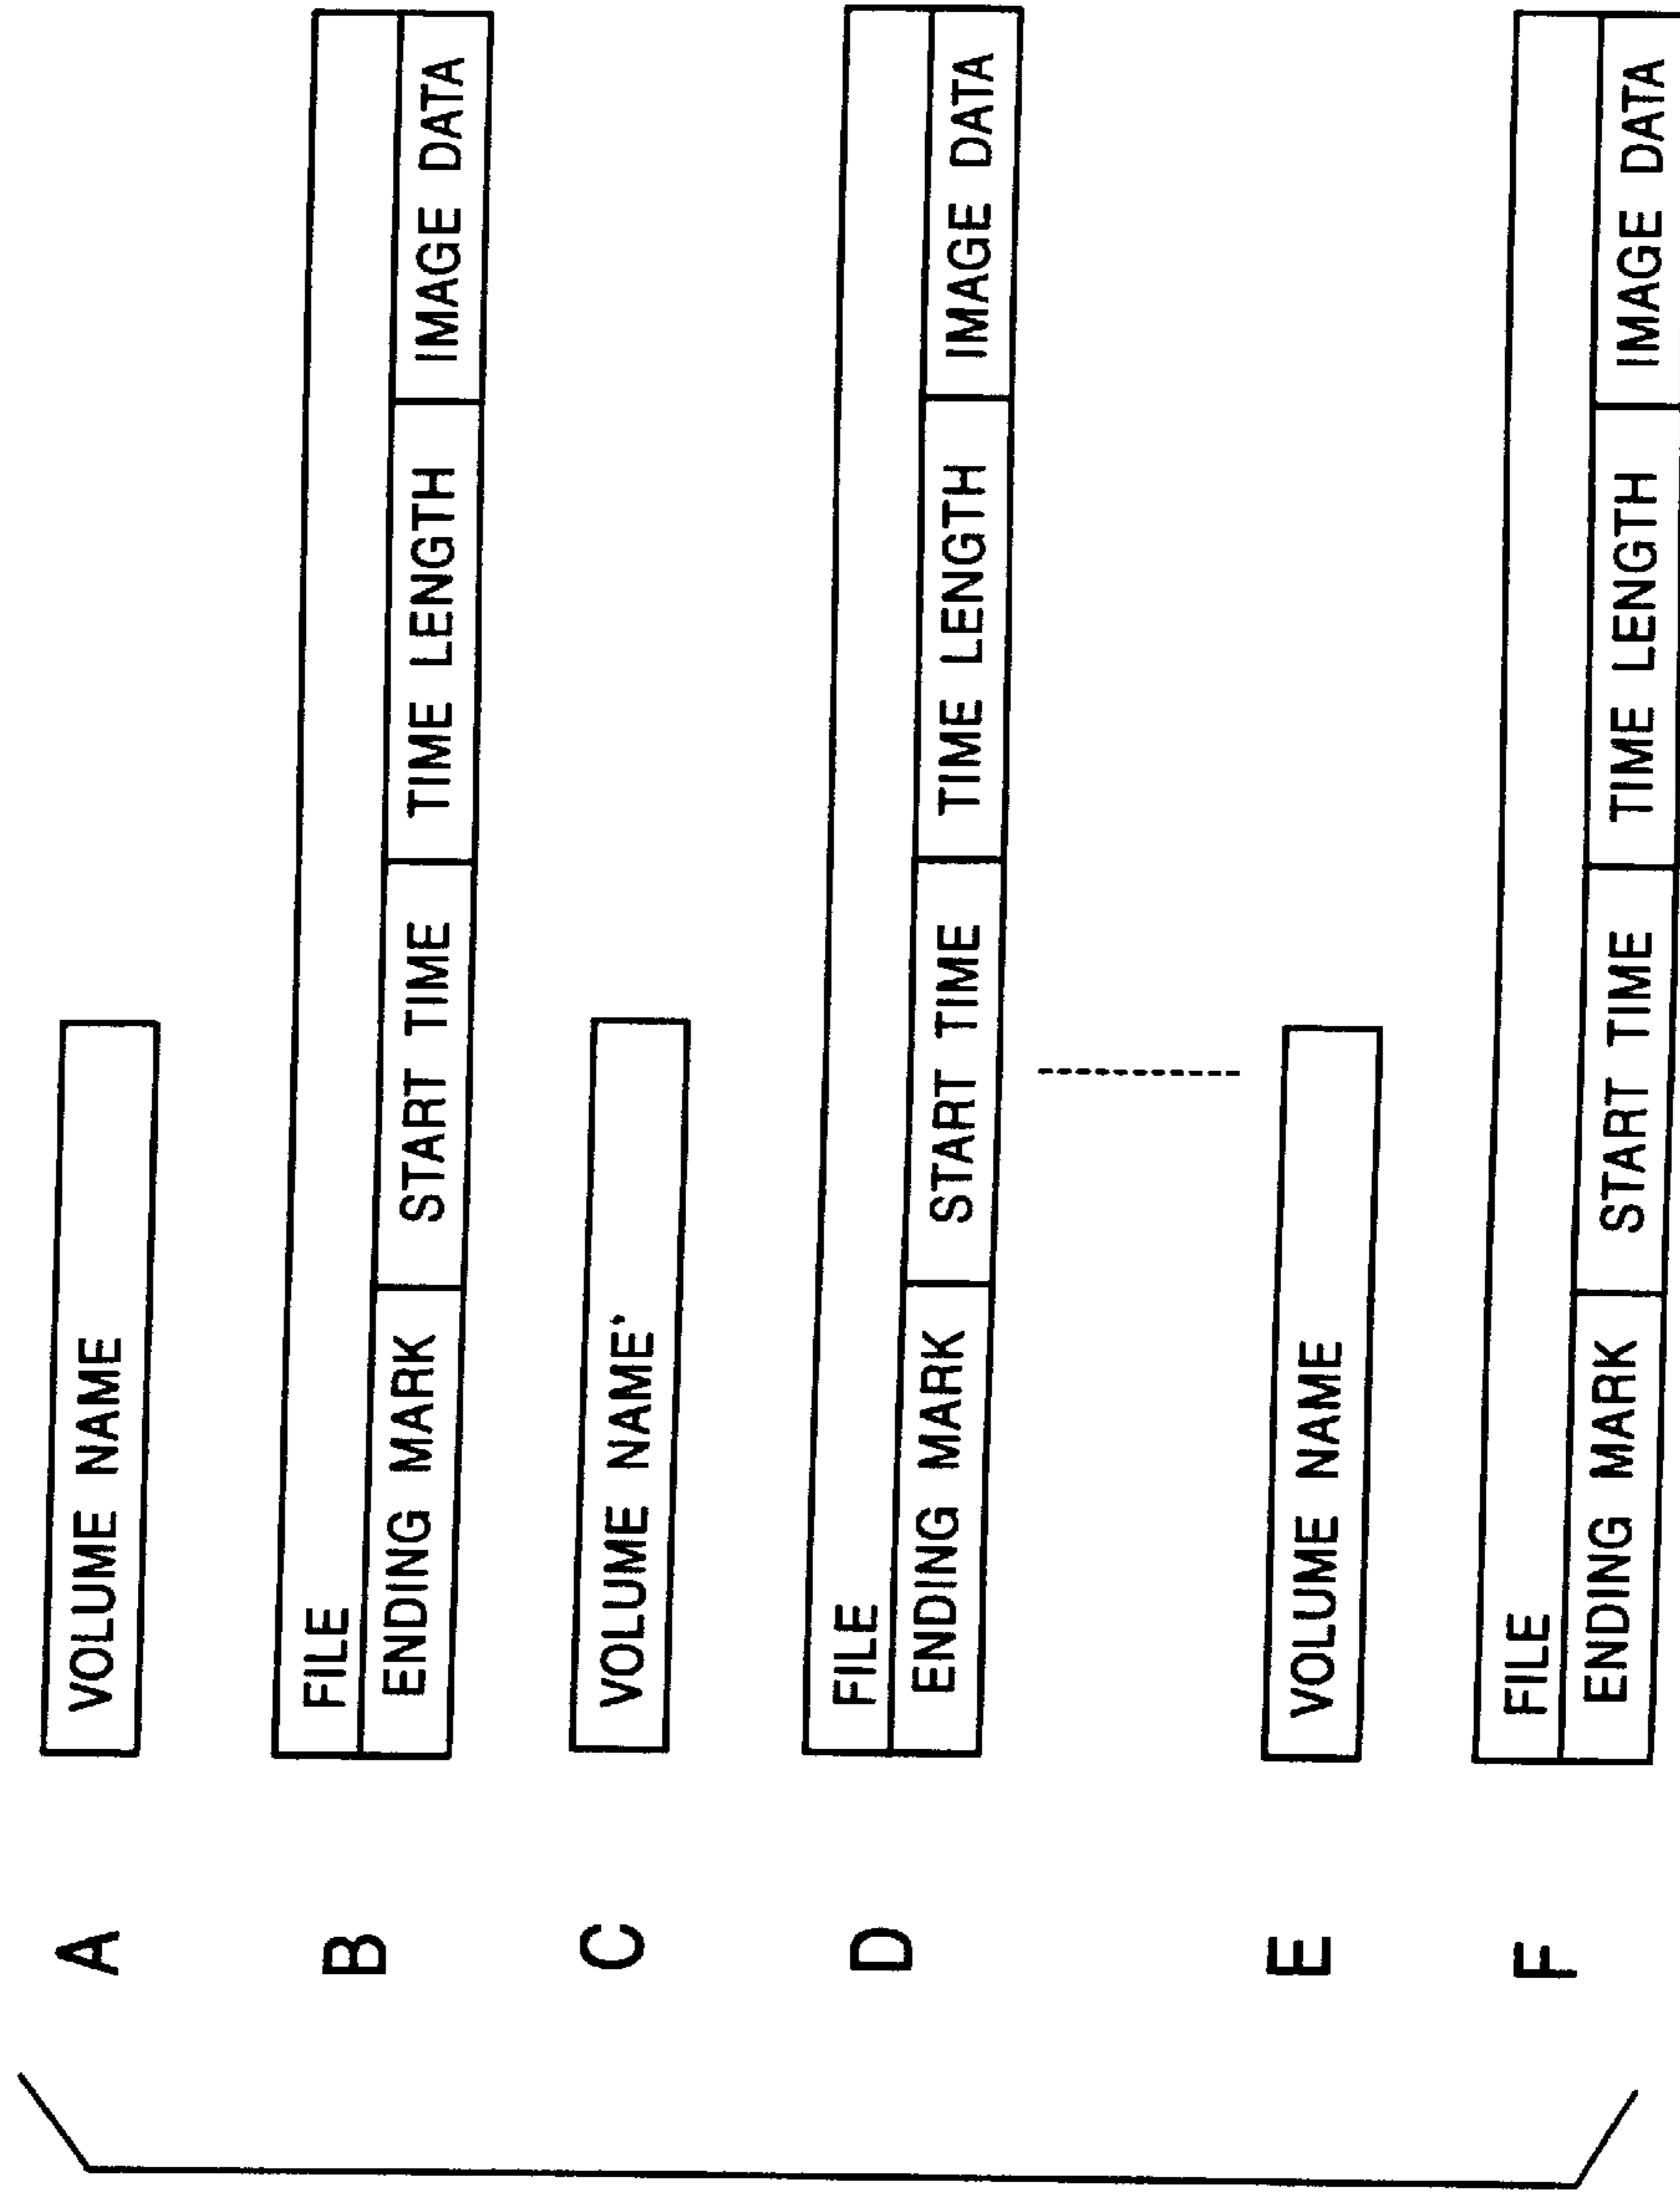 A
VOLUME NAME
B
FILE
ENDING MARK START TIME TIME LENGTH IMAGE DATA
C
VOLUME NAME'
D
FILE
ENDING MARK START TIME TIME LENGTH IMAGE DATA
E
VOLUME NAME
F
FILE
ENDING MARK START TIME TIME LENGTH IMAGE DATA